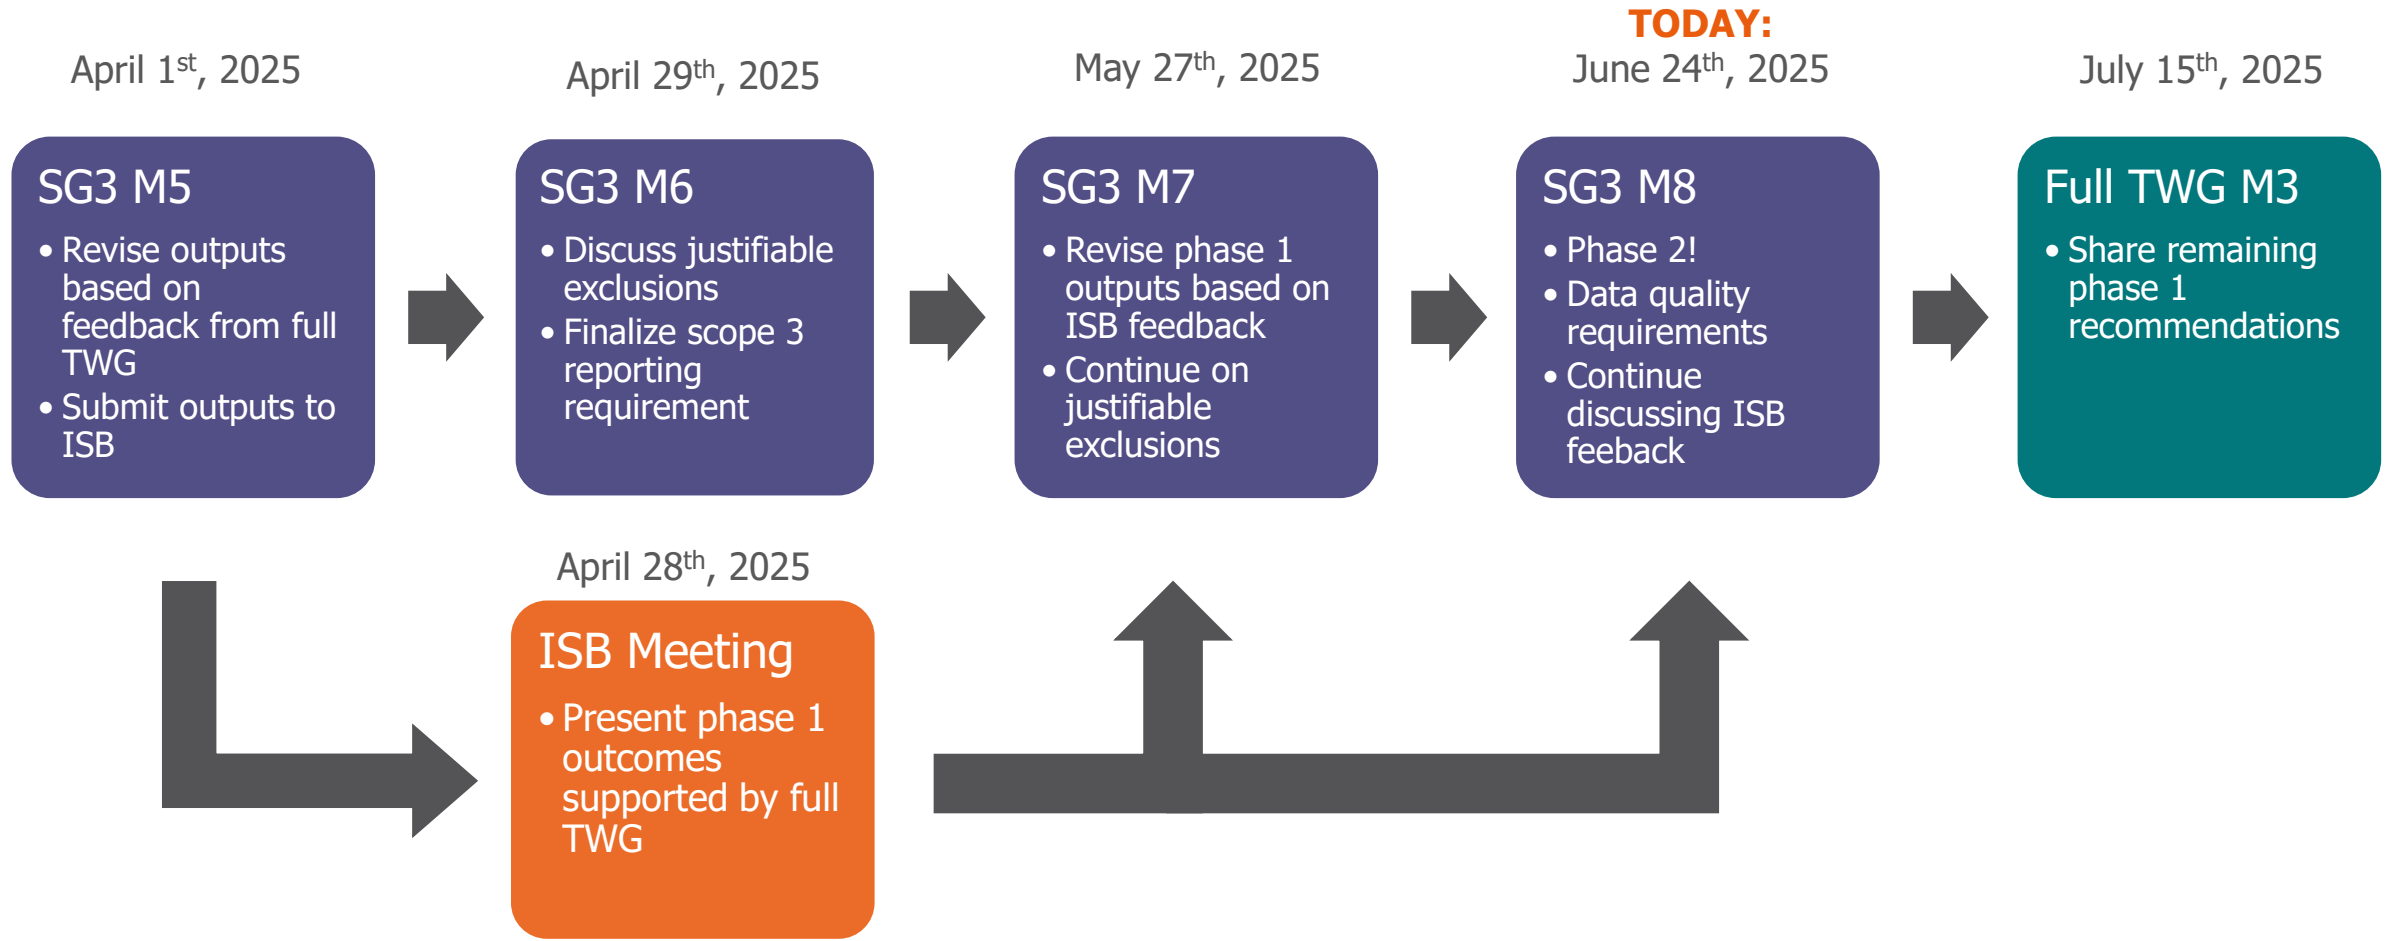 April 1st, 2025
SG3 M5
• Revise outputs
based on
feedback from full
TWG
• Submit outputs to
ISB
April 29th, 2025
SG3 M6
• Discuss justifiable
exclusions
• Finalize scope 3
reporting
requirement
May 27th, 2025
SG3 M7
• Revise phase 1
outputs based on
ISB feedback
• Continue on
justifiable
exclusions
TODAY:
June 24th, 2025
SG3 M8
• Phase 2!
• Data quality
requirements
• Continue
discussing ISB
feeback
July 15th, 2025
Full TWG M3
• Share remaining
phase 1
recommendations
April 28th, 2025
ISB Meeting
• Present phase 1
outcomes
supported by full
TWG